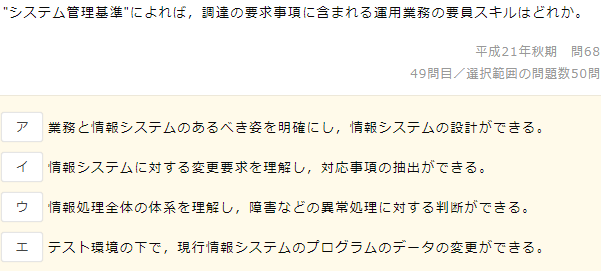 "システム管理基準"によれば，調達の要求事項に含まれる運用業務の要員スキルはどれか。
平成21年秋期　問68
49問目／選択範囲の問題数50問
ア 業務と情報システムのあるべき姿を明確にし，情報システムの設計ができる。
イ 情報システムに対する変更要求を理解し，対応事項の抽出ができる。
ウ 情報処理全体の体系を理解し，障害などの異常処理に対する判断ができる。
エ テスト環境の下で，現行情報システムのプログラムのデータの変更ができる。